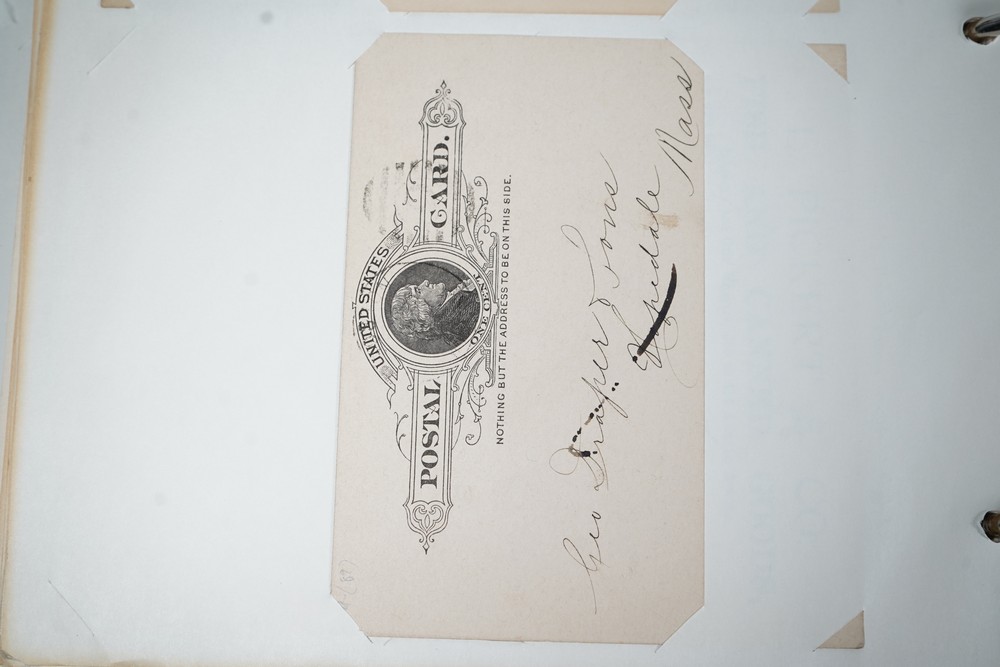 UNITED STATES
POSTAL CARD.
ONE CENT.
NOTHING BUT THE ADDRESS TO BE ON THIS SIDE.
Geo Draper & Sons
Hopedale Mass